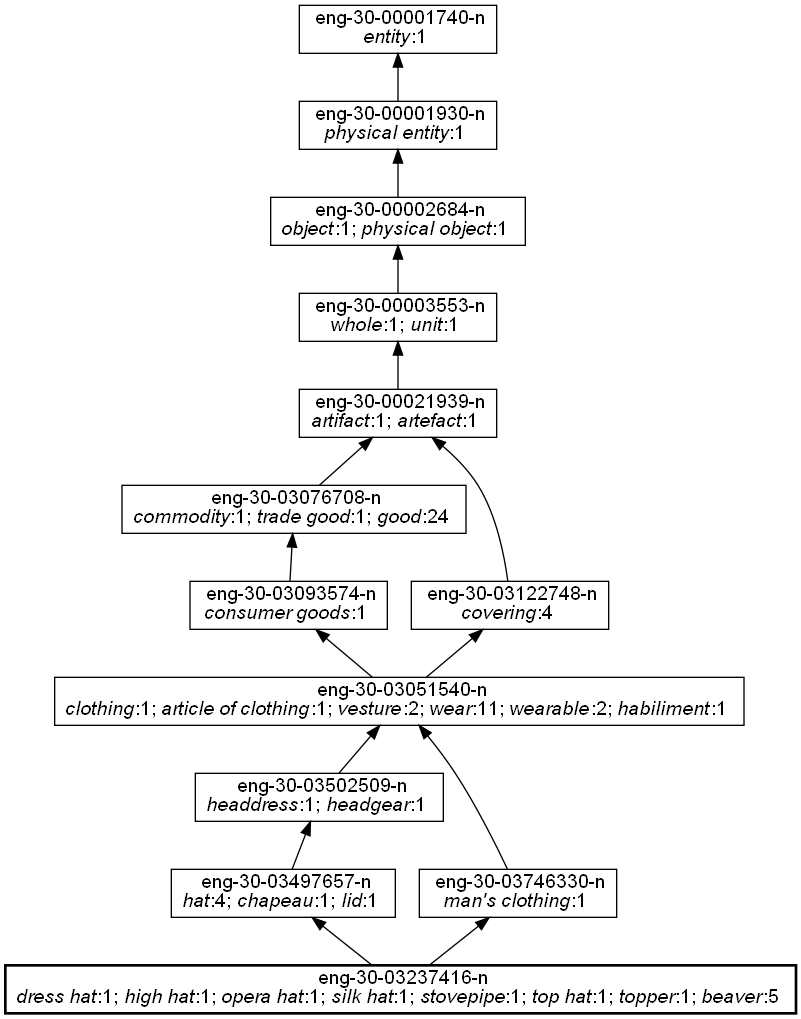 eng-30-00001740-n
entity:1
eng-30-00001930-n
physical entity:1
eng-30-00002684-n
object:1; physical object:1
eng-30-00003553-n
whole:1; unit:1
eng-30-00021939-n
artifact:1; artefact:1
eng-30-03076708-n
commodity:1; trade good:1; good:24
eng-30-03093574-n
consumer goods:1
eng-30-03122748-n
covering:4
eng-30-03051540-n
clothing:1; article of clothing:1; vesture:2; wear:11; wearable:2; habiliment:1
eng-30-03502509-n
headdress:1; headgear:1
eng-30-03497657-n
hat:4; chapeau:1; lid:1
eng-30-03746330-n
man's clothing:1
eng-30-03237416-n
dress hat:1; high hat:1; opera hat:1; silk hat:1; stovepipe:1; top hat:1; topper:1; beaver:5